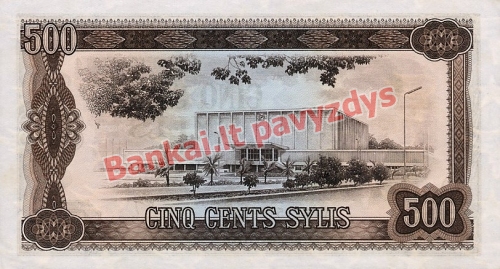 500
Bankai.lt pavyzdys
CINQ CENTS SYLIS
500